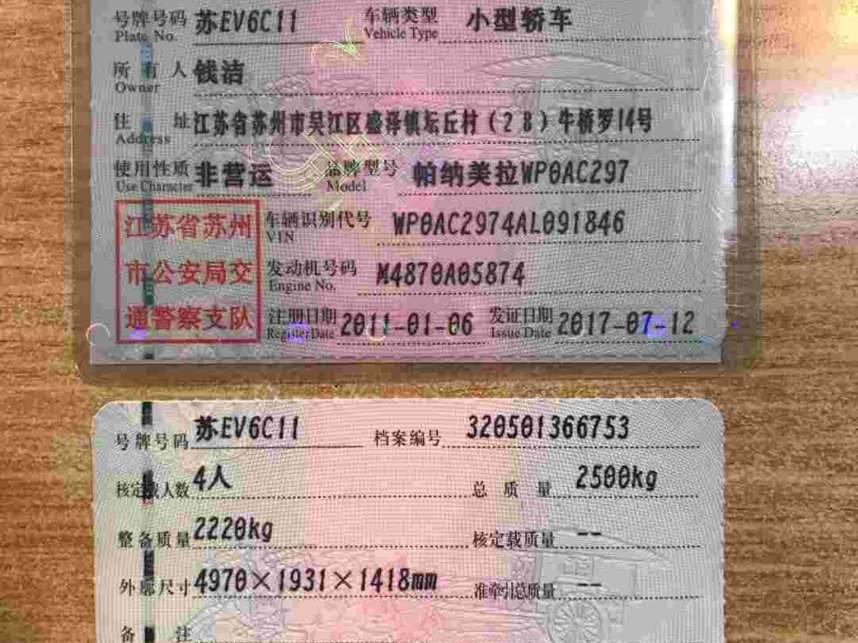 号牌号码 苏EV6C11 车辆类型 小型轿车
Plate No. Vehicle Type
所有人 钱洁
Owner
住址 江苏省苏州市吴江区盛泽镇坛丘村(28)牛桥罗14号
Address
使用性质 非营运 品牌型号 帕纳美拉WP0AC297
Use Character Model
江苏省苏州 车辆识别代号 WP0AC2974AL091846
VIN
市公安局交 发动机号码 M4870A05874
Engine No.
通警察支队 注册日期 2011-01-06 发证日期 2017-07-12
Register Date Issue Date
号牌号码 苏EV6C11 档案编号 320501366753
核定载人数 4人 总质量 2500kg
整备质量 2220kg 核定载质量 --
外廓尺寸 4970×1931×1418mm 准牵引总质量 --
备注